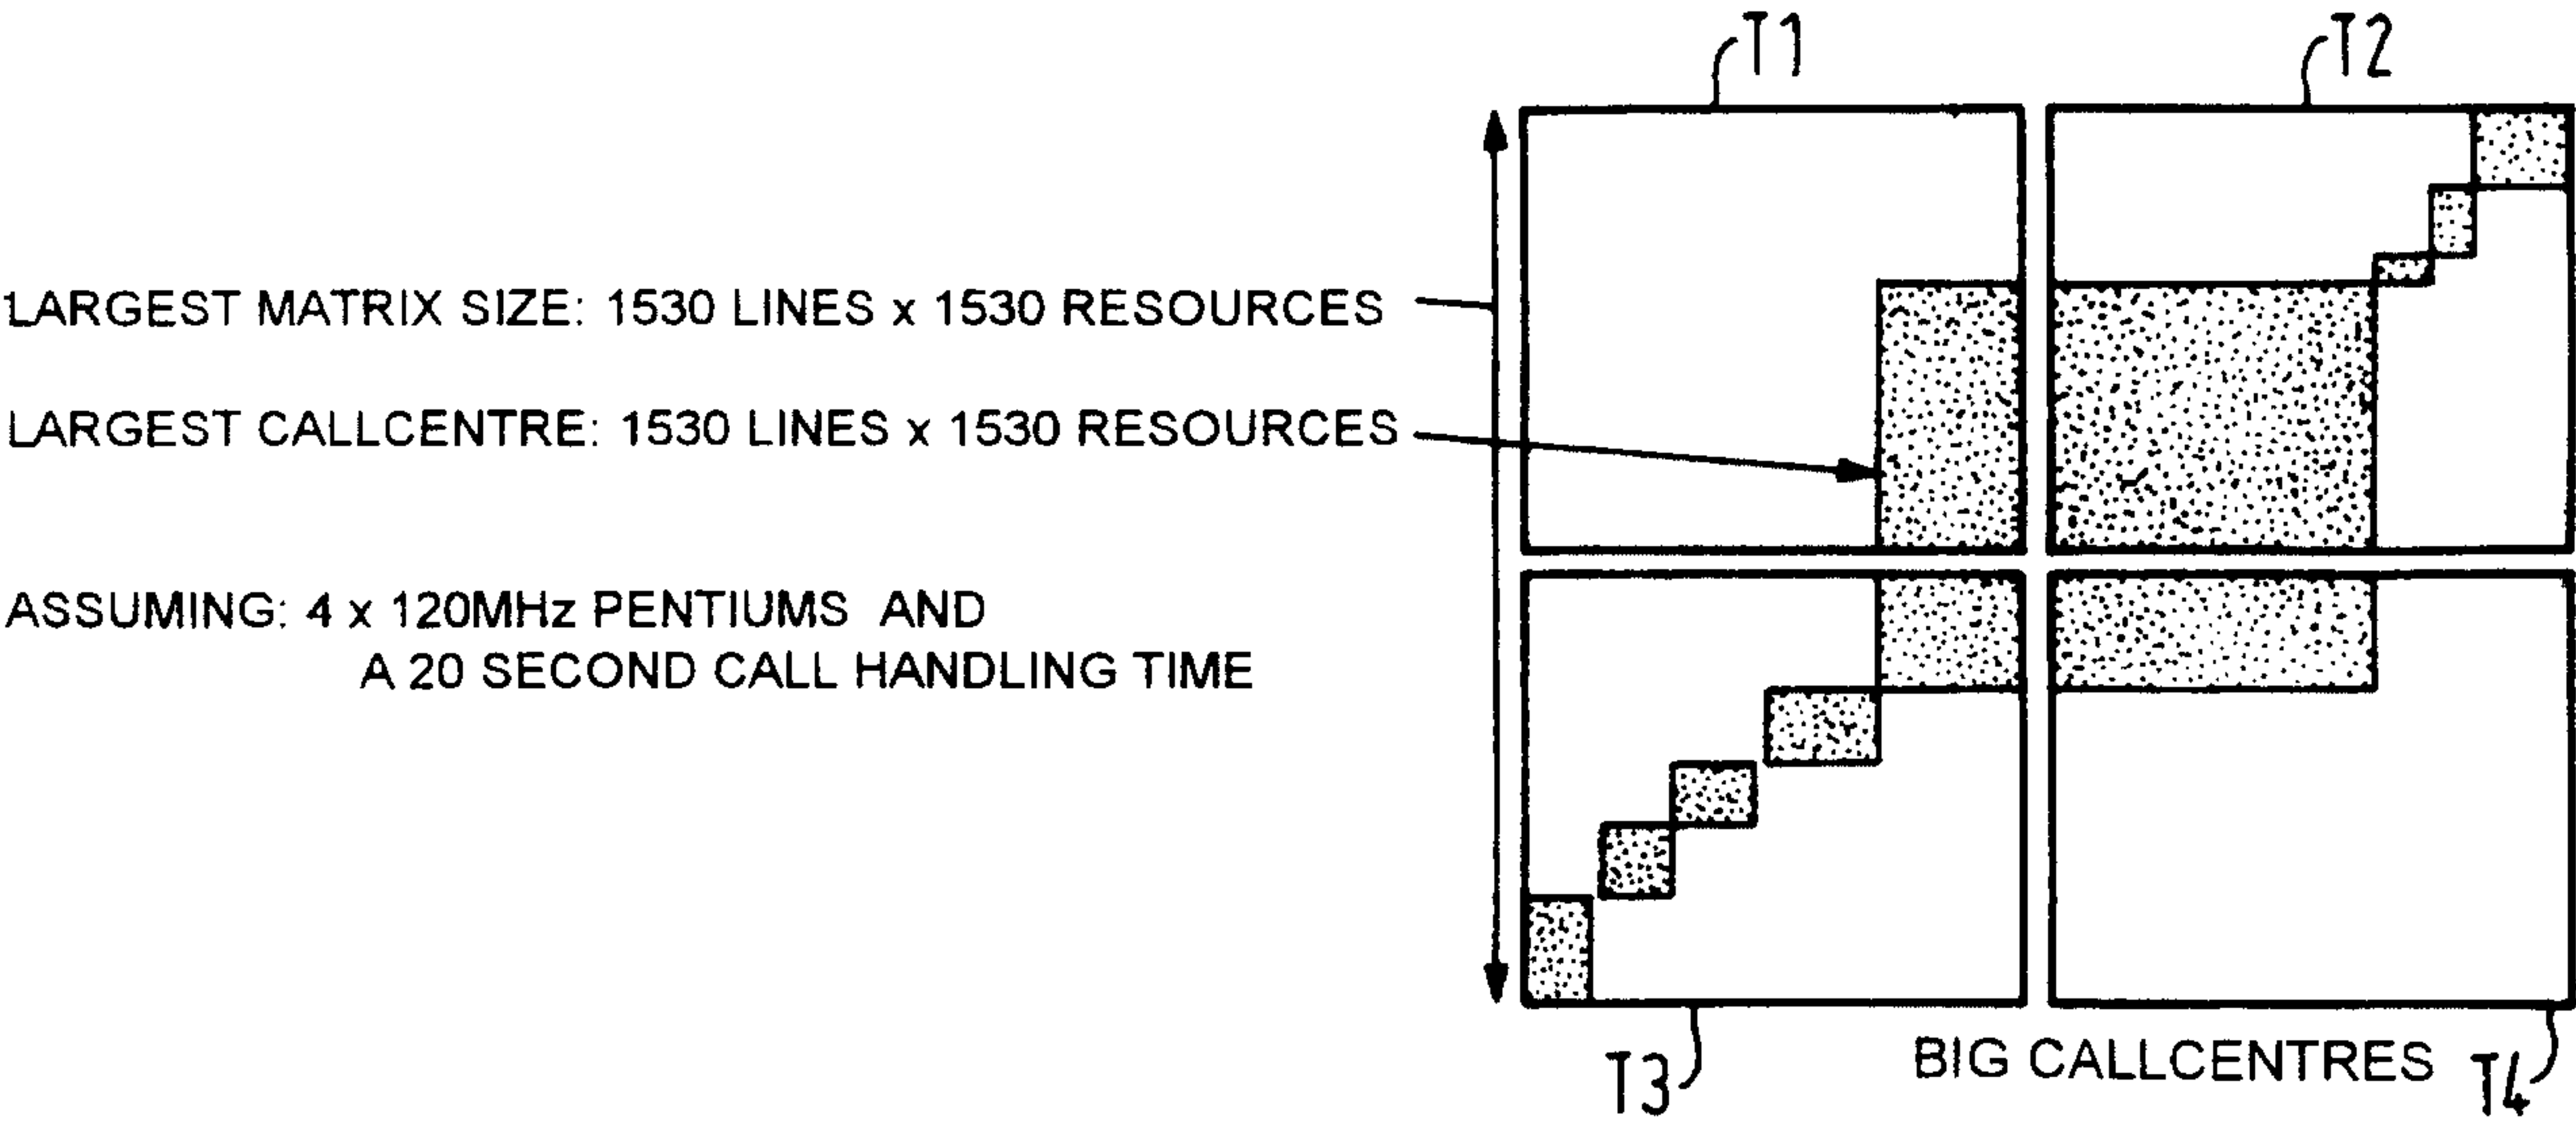 T1
T2
LARGEST MATRIX SIZE: 1530 LINES x 1530 RESOURCES
LARGEST CALLCENTRE: 1530 LINES x 1530 RESOURCES
ASSUMING: 4 x 120MHz PENTIUMS AND
A 20 SECOND CALL HANDLING TIME
T3
BIG CALLCENTRES
T4